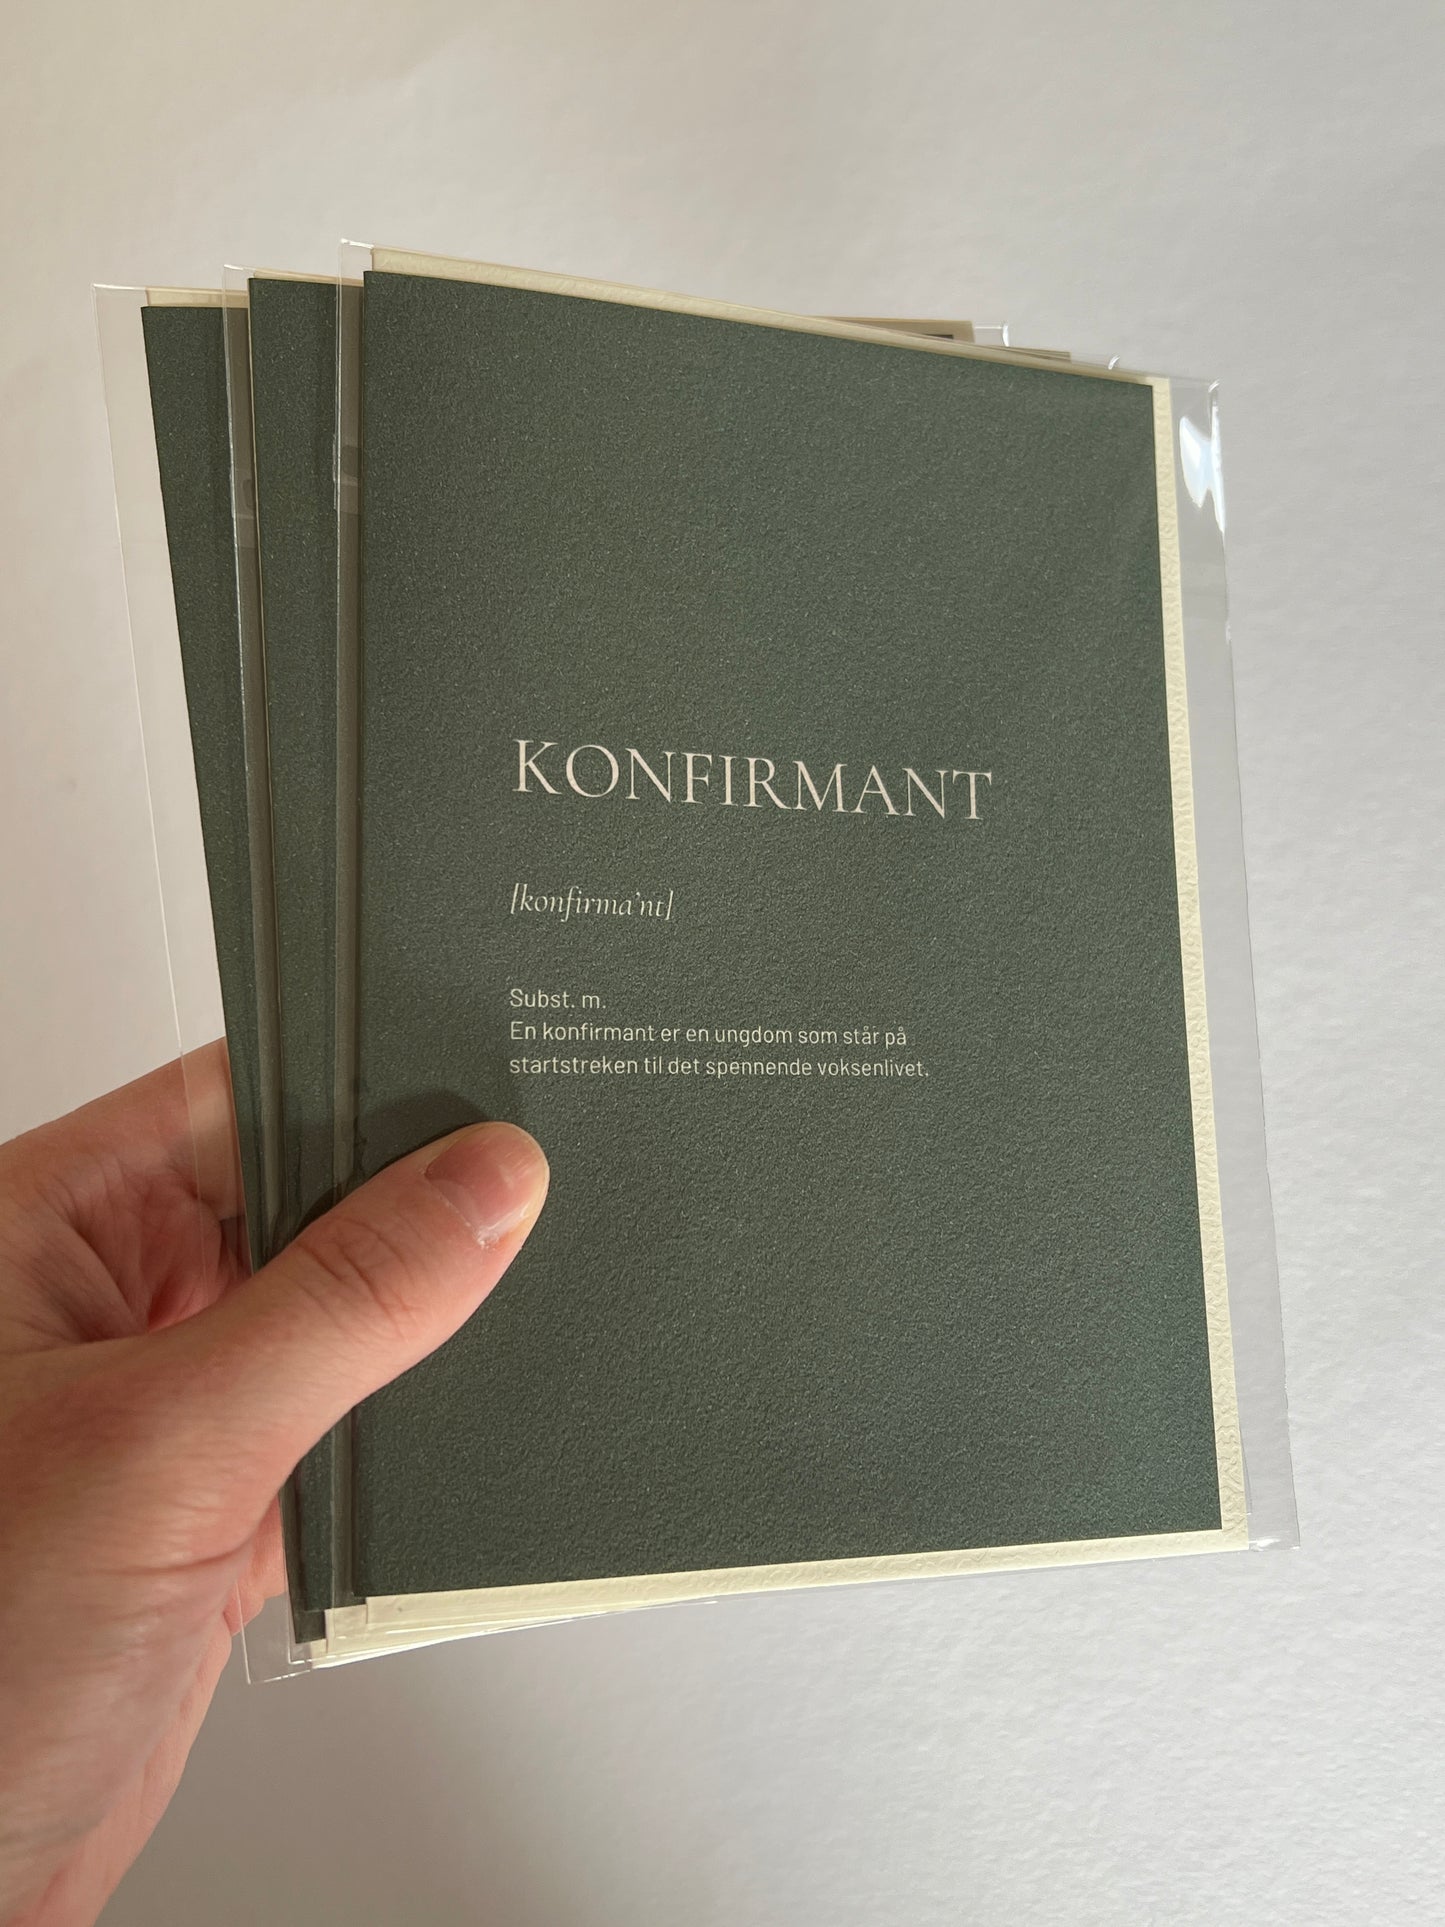 KONFIRMANT
[konfirma'nt]
Subst. m.
En konfirmant er en ungdom som står på
startstreken til det spennende voksenlivet.